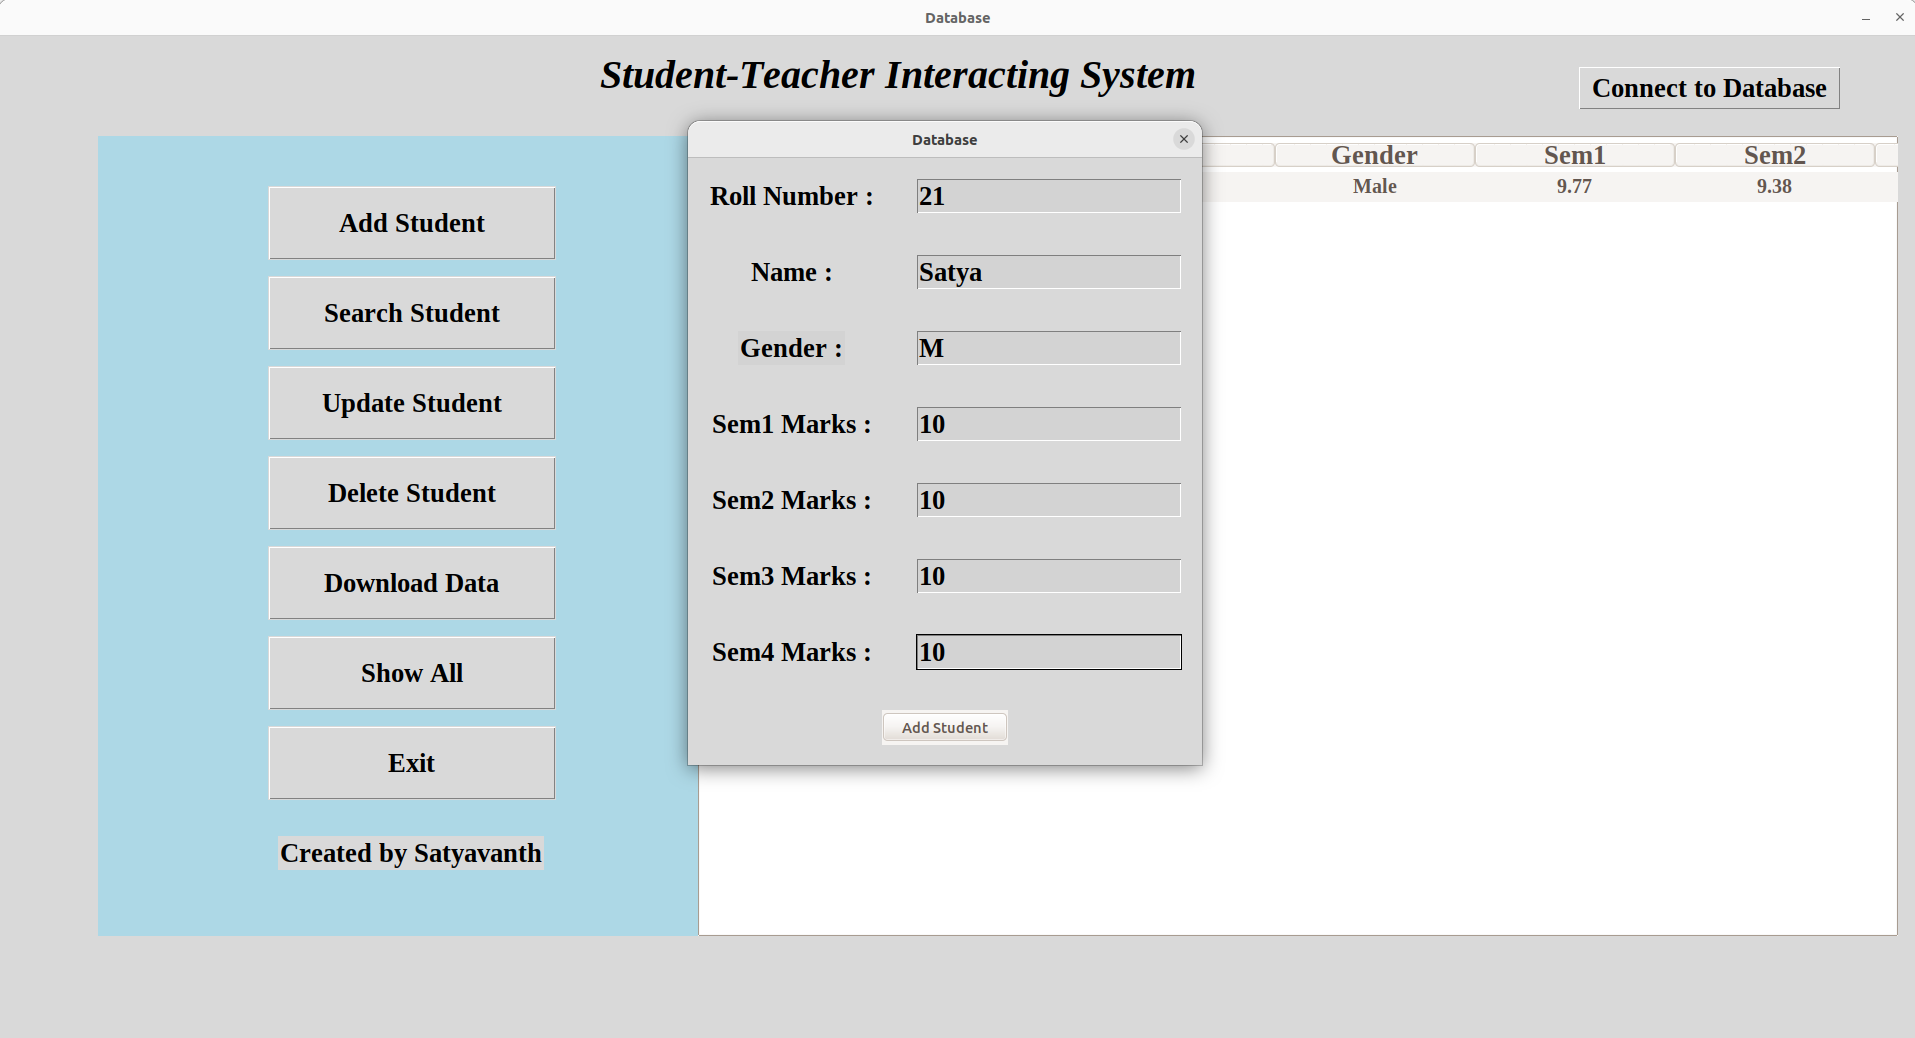 Database
Student-Teacher Interacting System
Connect to Database
Add Student
Search Student
Update Student
Delete Student
Download Data
Show All
Exit
Created by Satyavanth
Database
Roll Number : 21
Name : Satya
Gender : M
Sem1 Marks : 10
Sem2 Marks : 10
Sem3 Marks : 10
Sem4 Marks : 10
Add Student
Gender Sem1 Sem2
Male 9.77 9.38